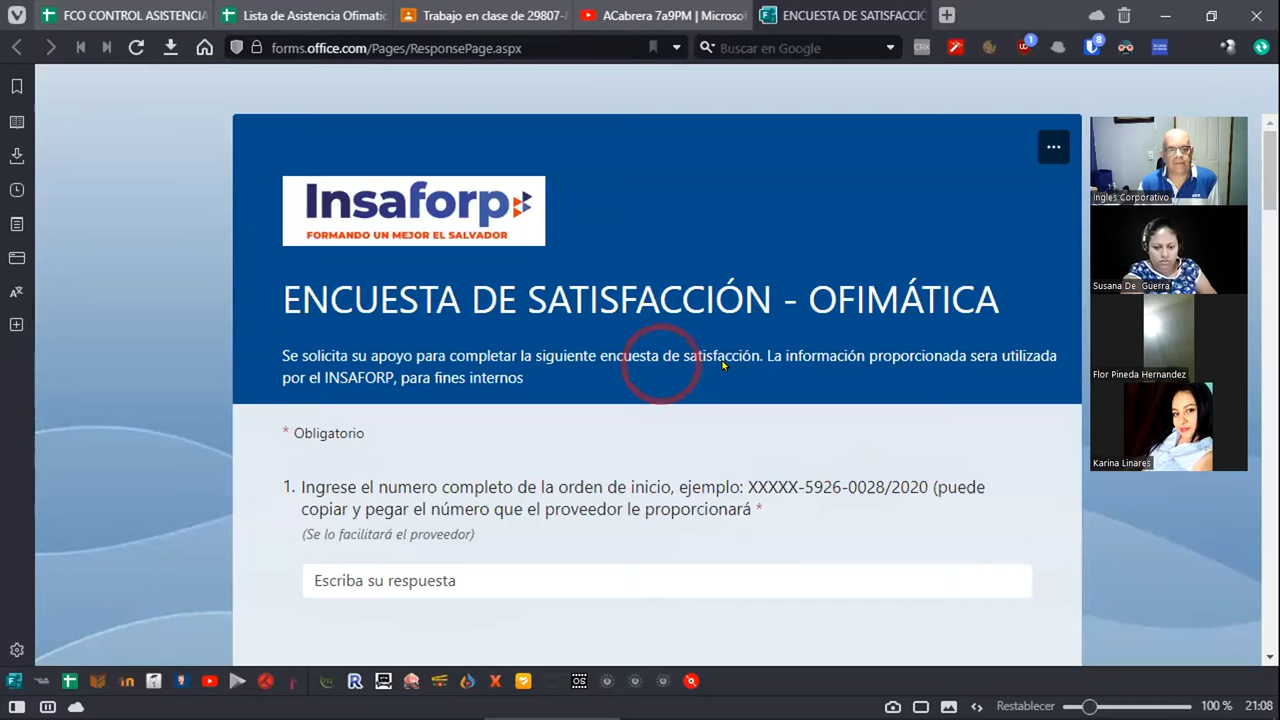 FCO CONTROL ASISTENCIA
Lista de Asistencia Ofimatic
Trabajo en clase de 29807-
ACabrera 7a9PM | Microsof
ENCUESTA DE SATISFACCIÓ
forms.office.com/Pages/ResponsePage.aspx
Buscar en Google
CRX
1
8
Insaforp
FORMANDO UN MEJOR EL SALVADOR
ENCUESTA DE SATISFACCIÓN - OFIMÁTICA
Se solicita su apoyo para completar la siguiente encuesta de satisfacción. La información proporcionada sera utilizada
por el INSAFORP, para fines internos
* Obligatorio
1. Ingrese el numero completo de la orden de inicio, ejemplo: XXXXX-5926-0028/2020 (puede
copiar y pegar el número que el proveedor le proporcionará *
(Se lo facilitará el proveedor)
Escriba su respuesta
Ingles Corporativo
Susana De Guerra
Flor Pineda Hernandez
Karina Linares
Restablecer
100 %
21:08